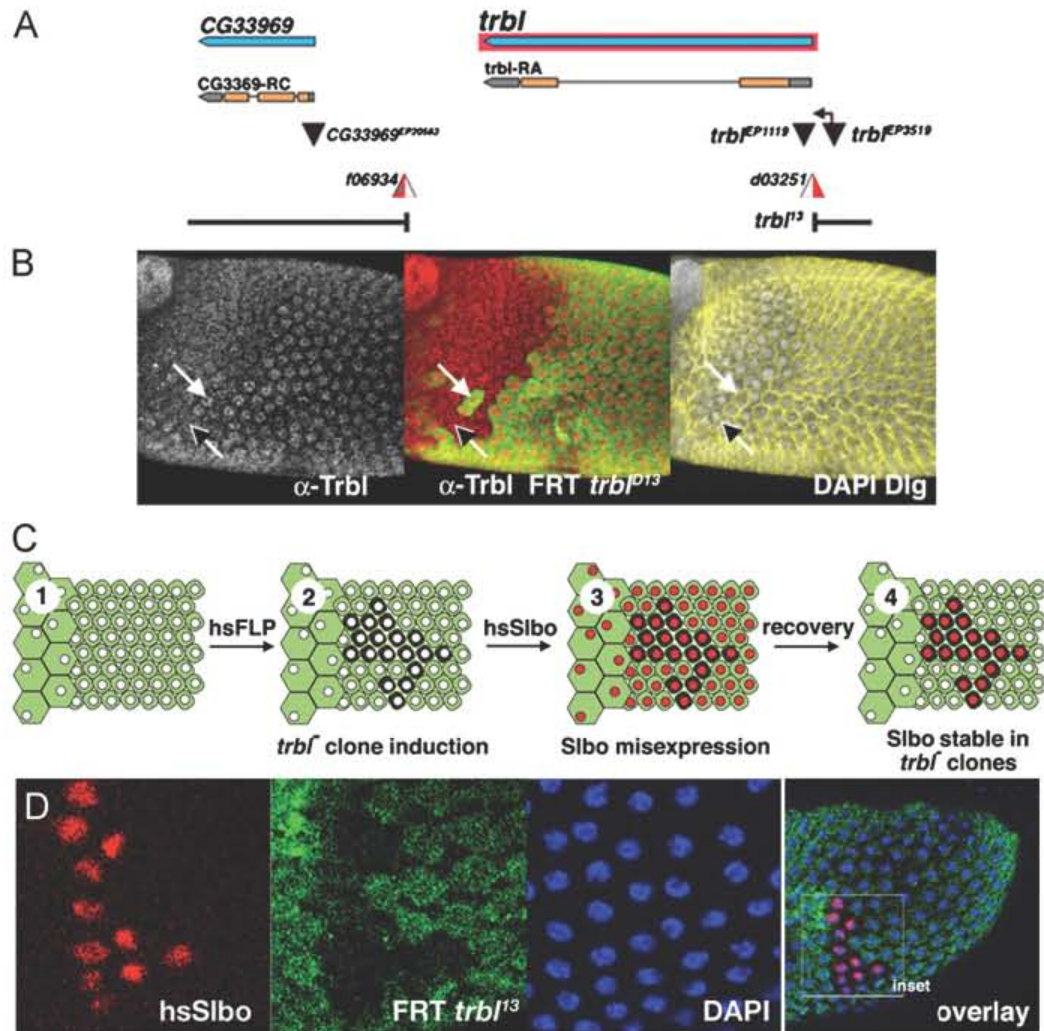 A
CG33969
trbl
CG3369-RC
trbl-RA
CG33969EP20583
trblEP1119
trblEP3519
f06934
d03251
trbl13
B
α-Trbl
α-Trbl FRT trblD13
DAPI Dlg
C
1
2
3
4
hsFLP
hsSlbo
recovery
trbl- clone induction
Slbo misexpression
Slbo stable in
trbl- clones
D
hsSlbo
FRT trbl13
DAPI
inset
overlay